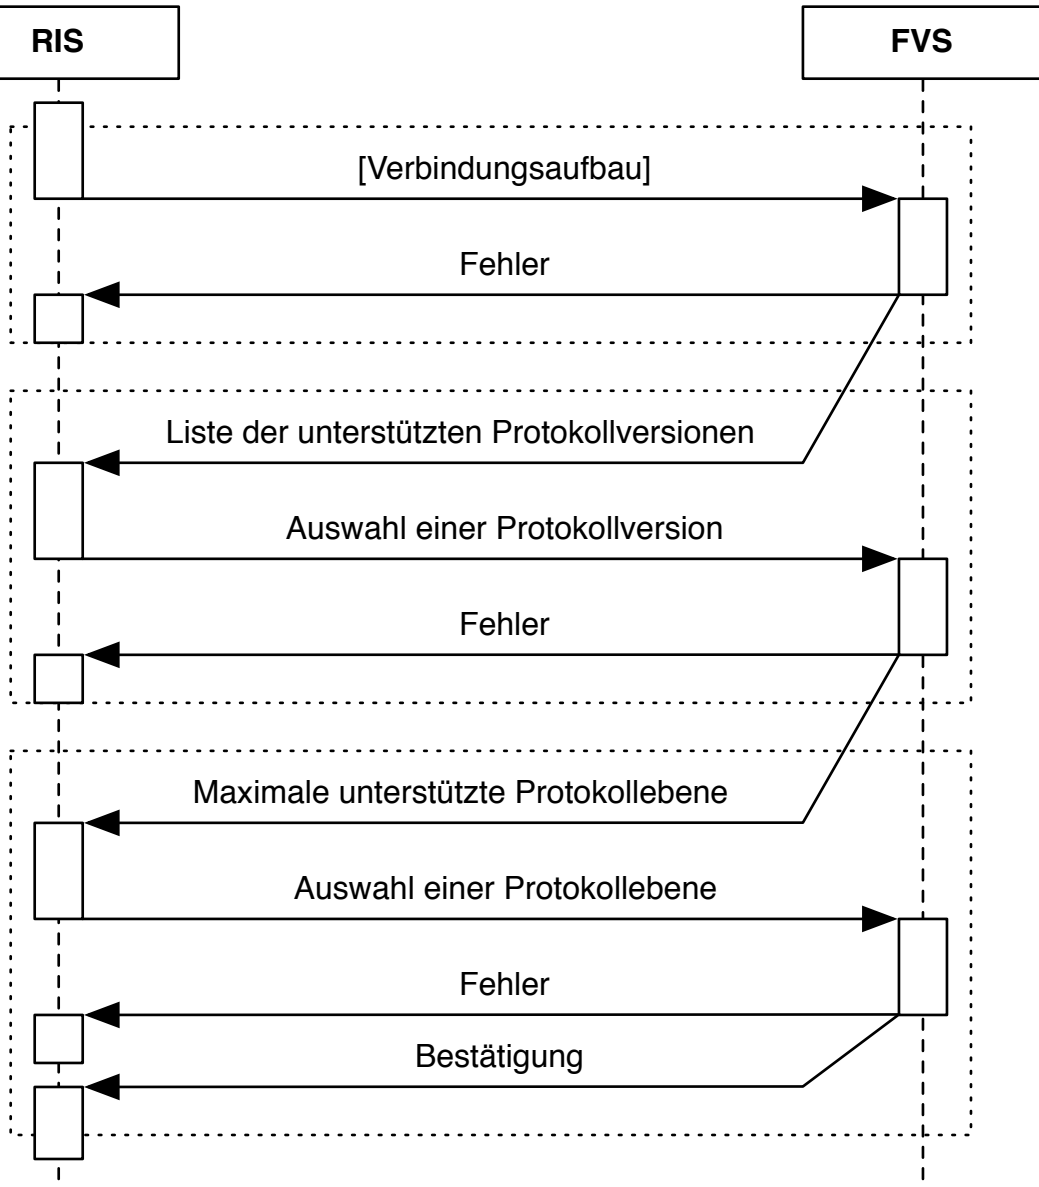 RIS
FVS
[Verbindungsaufbau]
Fehler
Liste der unterstützten Protokollversionen
Auswahl einer Protokollversion
Fehler
Maximale unterstützte Protokollebene
Auswahl einer Protokollebene
Fehler
Bestätigung